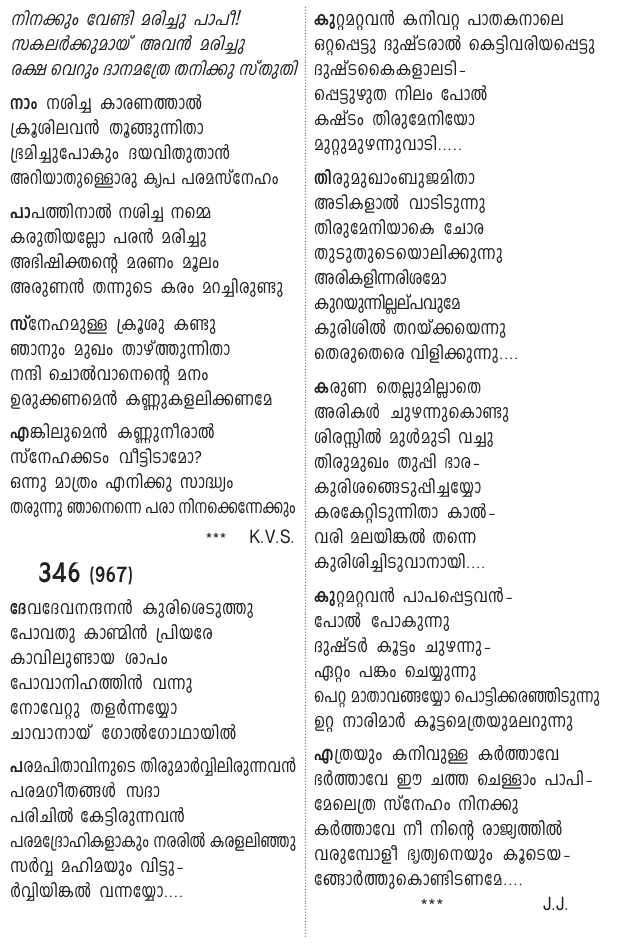 നിനക്കും വേണ്ടി മരിച്ചു പാപീ!
സകലർക്കുമായ് അവൻ മരിച്ചു
രക്ഷ വെറും ദാനമത്രേ തനിക്കു സ്തുതി
നാം നശിച്ച കാരണത്താൽ
ക്രൂശിലവൻ തൂങ്ങുന്നിതാ
ഭ്രമിച്ചുപോകും ദയവിതുതാൻ
അറിയാതുള്ളൊരു കൃപ പരമസ്നേഹം
പാപത്തിനാൽ നശിച്ച നമ്മെ
കരുതിയല്ലോ പരൻ മരിച്ചു
അഭിഷിക്തന്റെ മരണം മൂലം
അരുണൻ തന്നുടെ കരം മറച്ചിരുണ്ടു
സ്നേഹമുള്ള ക്രൂശു കണ്ടു
ഞാനും മുഖം താഴ്ത്തുന്നിതാ
നന്ദി ചൊൽവാനെന്റെ മനം
ഉരുക്കണമെൻ കണ്ണുകളലിക്കണമേ
എങ്കിലുമെൻ കണ്ണുനീരാൽ
സ്നേഹക്കടം വീട്ടിടാമോ?
ഒന്നു മാത്രം എനിക്കു സാദ്ധ്യം
തരുന്നു ഞാനെന്നെ പരാ നിനക്കെന്നേക്കും
*** K.V.S.
346 (967)
ദേവദേവനന്ദനൻ കുരിശെടുത്തു
പോവതു കാണ്മിൻ പ്രിയരേ
കാവിലുണ്ടായ ശാപം
പോവാനിഹത്തിൻ വന്നു
നോവേറ്റു തളർന്നയ്യോ
ചാവാനായ് ഗോൽഗോഥായിൽ
പരമപിതാവിനുടെ തിരുമാർവ്വിലിരുന്നവൻ
പരമഗീതങ്ങൾ സദാ
പരിചിൽ കേട്ടിരുന്നവൻ
പരമദ്രോഹികളാകും നരരിൽ കരളലിഞ്ഞു
സർവ്വ മഹിമയും വിട്ടു-
ർവ്വിയിങ്കൽ വന്നയ്യോ....
കുറ്റമറ്റവൻ കനിവറ്റ പാതകനാലെ
ഒറ്റപ്പെട്ടു ദുഷ്ടരാൽ കെട്ടിവരിയപ്പെട്ടു
ദുഷ്ടകൈകളാലടി-
പ്പെട്ടുഴുത നിലം പോൽ
കഷ്ടം തിരുമേനിയോ
മുറ്റുമുഴന്നുവാടി.....
തിരുമുഖാംബുജമിതാ
അടികളാൽ വാടിടുന്നു
തിരുമേനിയാകെ ചോര
തുടുതുടെയൊലിക്കുന്നു
അരികളിന്നരിശമോ
കുറയുന്നില്ലല്പവുമേ
കുരിശിൽ തറയ്ക്കയെന്നു
തെരുതെരെ വിളിക്കുന്നു....
കരുണ തെല്ലുമില്ലാതെ
അരികൾ ചുഴന്നുകൊണ്ടു
ശിരസ്സിൽ മുൾമുടി വച്ചു
തിരുമുഖം തുപ്പി ഭാര-
കുരിശങ്ങെടുപ്പിച്ചയ്യോ
കരകേറ്റിടുന്നിതാ കാൽ-
വരി മലയിങ്കൽ തന്നെ
കുരിശിച്ചിടുവാനായി....
കുറ്റമറ്റവൻ പാപപ്പെട്ടവൻ-
പോൽ പോകുന്നു
ദുഷ്ടർ കൂട്ടം ചുഴന്നു-
ഏറ്റം പങ്കം ചെയ്യുന്നു
പെറ്റ മാതാവങ്ങയ്യോ പൊട്ടിക്കരഞ്ഞിടുന്നു
ഉറ്റ നാരിമാർ കൂട്ടമെത്രയുമലറുന്നു
എത്രയും കനിവുള്ള കർത്താവേ
ഭർത്താവേ ഈ ചത്ത ചെള്ളാം പാപി-
മേലെത്ര സ്നേഹം നിനക്കു
കർത്താവേ നീ നിന്റെ രാജ്യത്തിൽ
വരുമ്പോളീ ഭൃത്യനെയും കൂടെയ-
ങ്ങോർത്തുകൊണ്ടിടണമേ....
*** J.J.